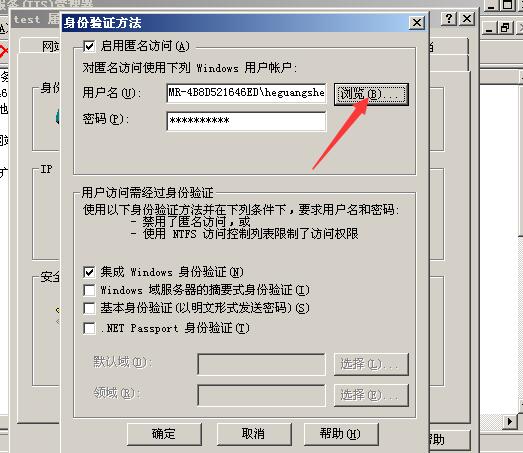 (IIS)管理器
test 属
身份验证方法
网站
启用匿名访问(A)
对匿名访问使用下列 Windows 用户帐户:
用户名(U):
MR-4B8D521646ED\heguangshe
浏览(B)...
密码(P):
**********
身份
IP
用户访问需经过身份验证
使用以下身份验证方法并在下列条件下，要求用户名和密码:
- 禁用了匿名访问，或
- 使用 NTFS 访问控制列表限制了访问权限
安全
集成 Windows 身份验证(N)
Windows 域服务器的摘要式身份验证(I)
基本身份验证(以明文形式发送密码)(S)
.NET Passport 身份验证(T)
默认域(D):
选择(L)...
领域(R):
选择(E)...
确定
取消
帮助(H)
帮助